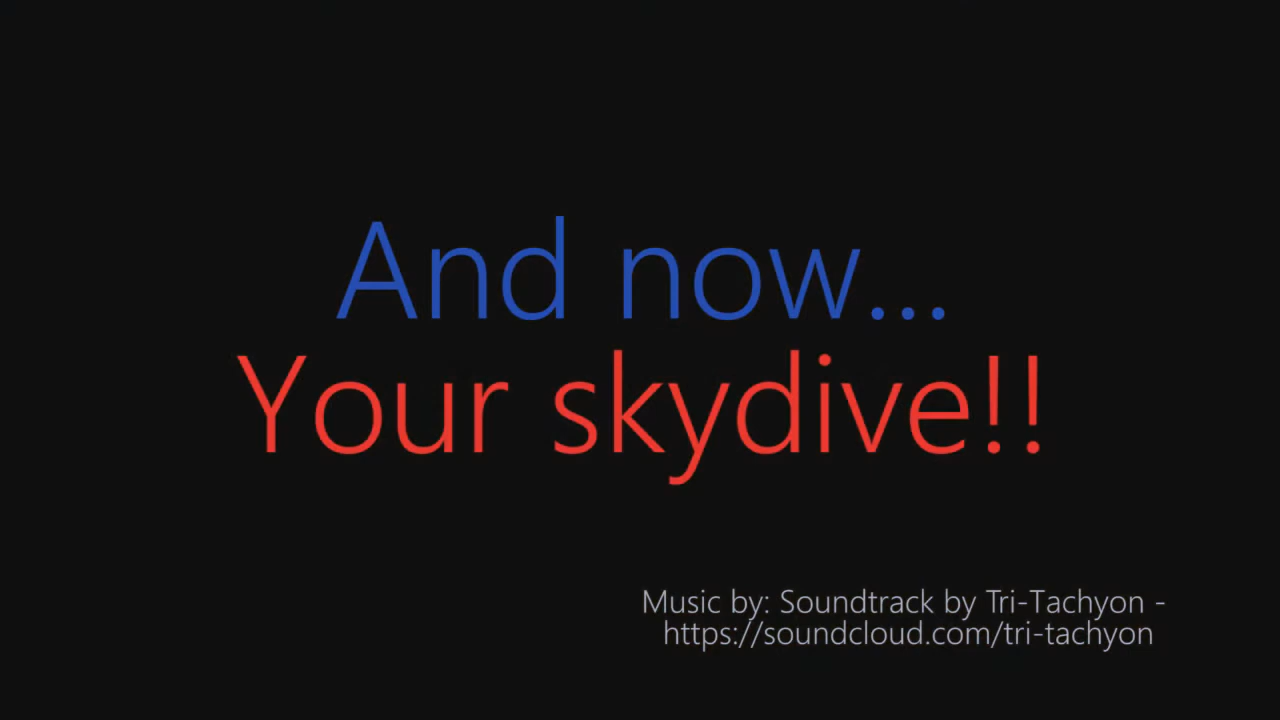 And now...
Your skydive!!
Music by: Soundtrack by Tri-Tachyon -
https://soundcloud.com/tri-tachyon